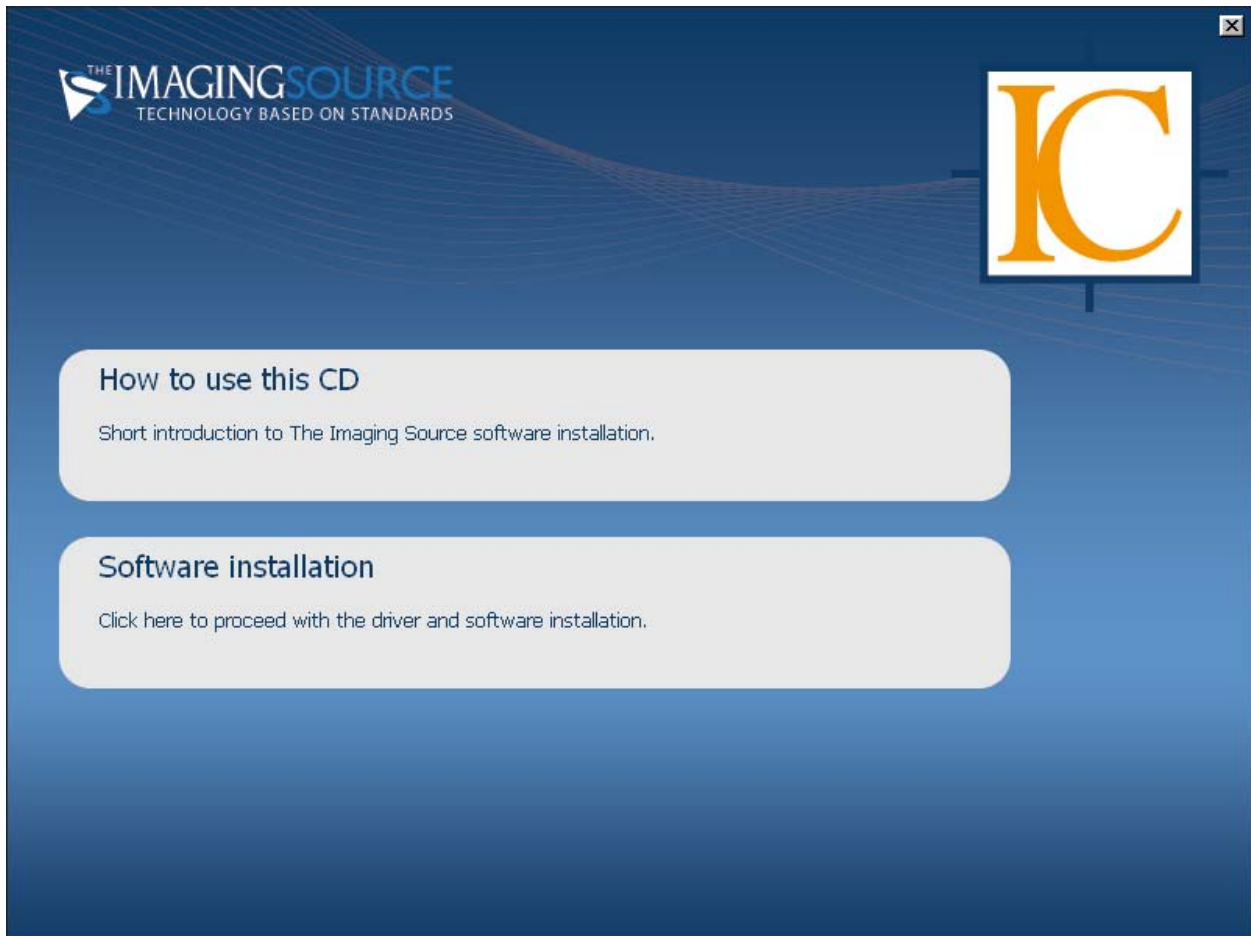 THE IMAGINGSOURCE
TECHNOLOGY BASED ON STANDARDS
IC
How to use this CD
Short introduction to The Imaging Source software installation.
Software installation
Click here to proceed with the driver and software installation.